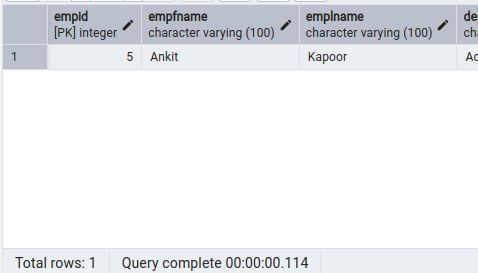 empid empfname emplname de
[PK] integer character varying (100) character varying (100) cha
1 5 Ankit Kapoor Ac
Total rows: 1 Query complete 00:00:00.114